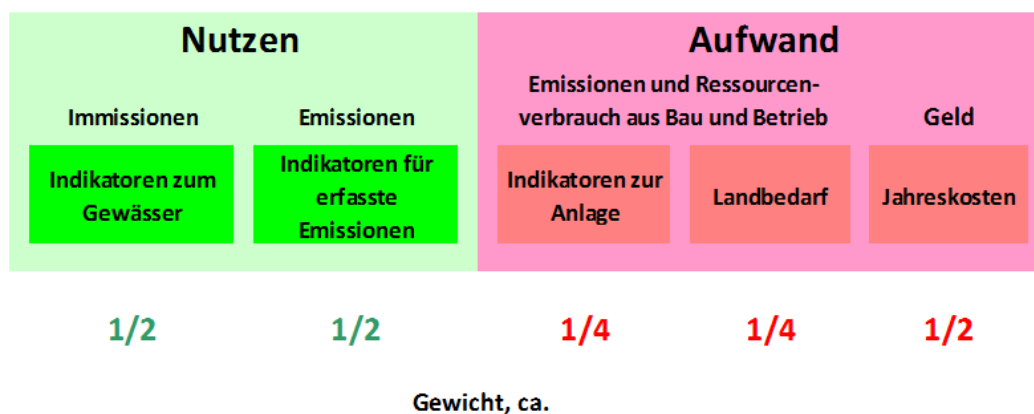 Nutzen
Aufwand
Immissionen
Emissionen
Emissionen und Ressourcen-
verbrauch aus Bau und Betrieb
Geld
Indikatoren zum
Gewässer
Indikatoren für
erfasste
Emissionen
Indikatoren zur
Anlage
Landbedarf
Jahreskosten
1/2
1/2
1/4
1/4
1/2
Gewicht, ca.